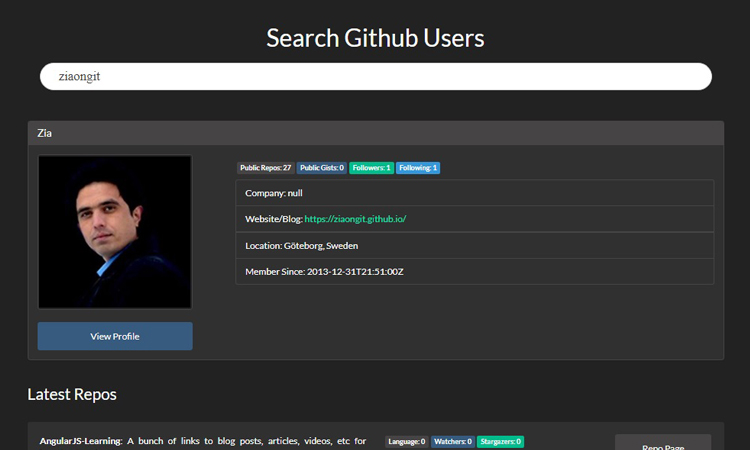 Search Github Users
ziaongit
Zia
Public Repos: 27 Public Gists: 0 Followers: 1 Following: 1
Company: null
Website/Blog: https://ziaongit.github.io/
Location: Göteborg, Sweden
Member Since: 2013-12-31T21:51:00Z
View Profile
Latest Repos
AngularJS-Learning: A bunch of links to blog posts, articles, videos, etc for
Language: 0 Watchers: 0 Stargazers: 0
Repo Page